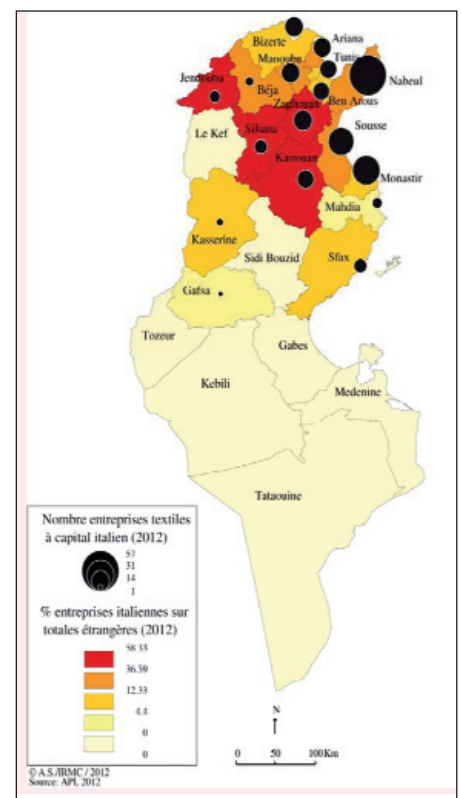 Bizerte
Ariana
Manouba
Tunis
Nabeul
Jendouba
Béja
Ben Arous
Zaghouan
Sousse
Le Kef
Siliana
Kairouan
Monastir
Mahdia
Kasserine
Sfax
Sidi Bouzid
Gafsa
Tozeur
Gabes
Kebili
Medenine
Tataouine
Nombre entreprises textiles
à capital italien (2012)
57
31
14
1
% entreprises italiennes sur
totales étrangères (2012)
58.33
36.59
12.33
4.4
0
0
N
0 50 100Km
© A.S./IRMC / 2012
Source: API, 2012